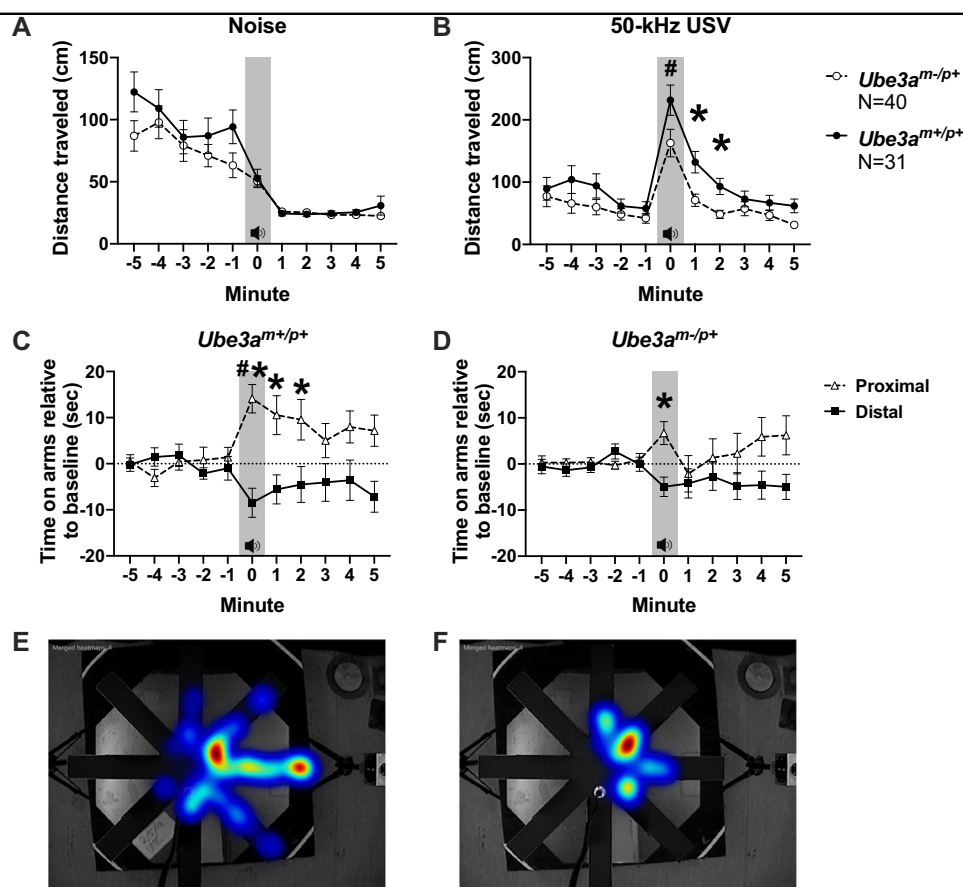 A
Noise
Distance traveled (cm)
150
100
50
0
-5 -4 -3 -2 -1 0 1 2 3 4 5
Minute
B
50-kHz USV
Distance traveled (cm)
300
200
100
0
#
*
*
-5 -4 -3 -2 -1 0 1 2 3 4 5
Minute
Ube3a^m-/p+
N=40
Ube3a^m+/p+
N=31
C
Ube3a^m+/p+
Time on arms relative
to baseline (sec)
20
10
0
-10
-20
#* * *
-5 -4 -3 -2 -1 0 1 2 3 4 5
Minute
D
Ube3a^m-/p+
Time on arms relative
to baseline (sec)
20
10
0
-10
-20
*
-5 -4 -3 -2 -1 0 1 2 3 4 5
Minute
Proximal
Distal
E
Merged heatmaps: 4
F
Merged heatmaps: 4